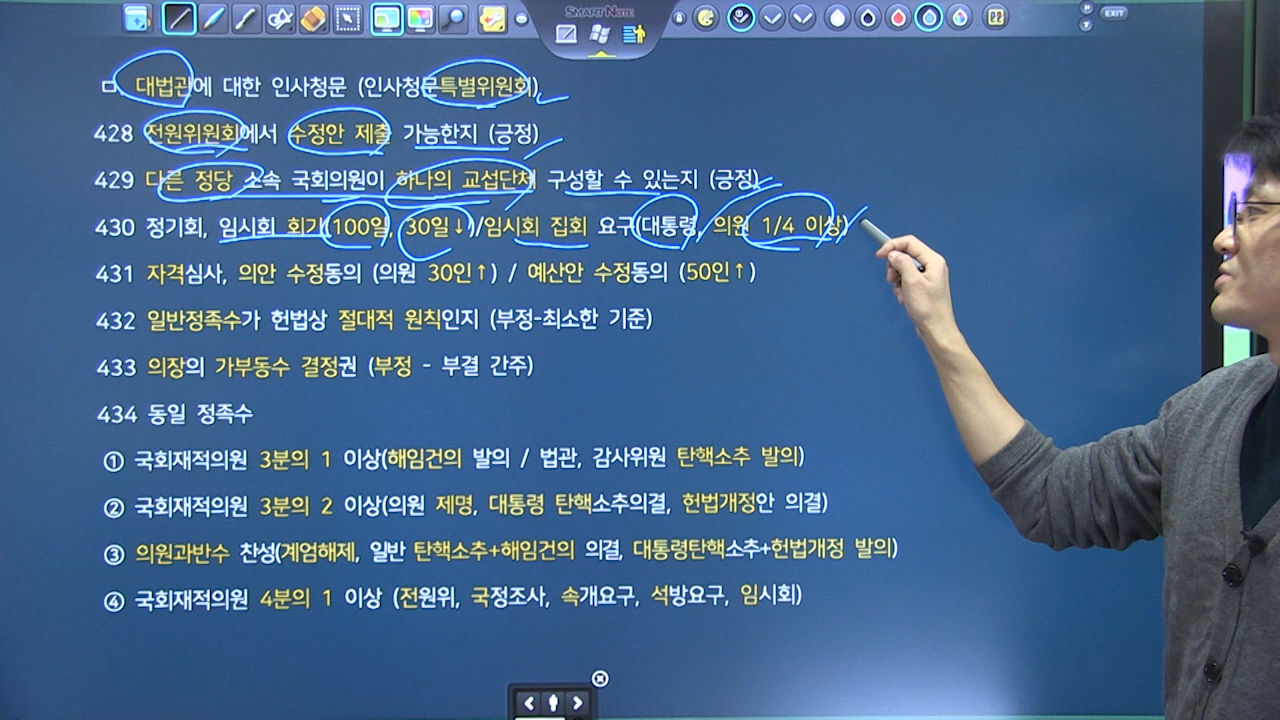 SMART NOTE
EXIT
ㅁ. 대법관에 대한 인사청문 (인사청문특별위원회)
428 전원위원회에서 수정안 제출 가능한지 (긍정)
429 다른 정당 소속 국회의원이 하나의 교섭단체 구성할 수 있는지 (긍정)
430 정기회, 임시회 회기(100일, 30일↓)/임시회 집회 요구(대통령, 의원 1/4 이상)
431 자격심사, 의안 수정동의 (의원 30인↑) / 예산안 수정동의 (50인↑)
432 일반정족수가 헌법상 절대적 원칙인지 (부정-최소한 기준)
433 의장의 가부동수 결정권 (부정 - 부결 간주)
434 동일 정족수
① 국회재적의원 3분의 1 이상(해임건의 발의 / 법관, 감사위원 탄핵소추 발의)
② 국회재적의원 3분의 2 이상(의원 제명, 대통령 탄핵소추의결, 헌법개정안 의결)
③ 의원과반수 찬성(계엄해제, 일반 탄핵소추+해임건의 의결, 대통령탄핵소추+헌법개정 발의)
④ 국회재적의원 4분의 1 이상 (전원위, 국정조사, 속개요구, 석방요구, 임시회)